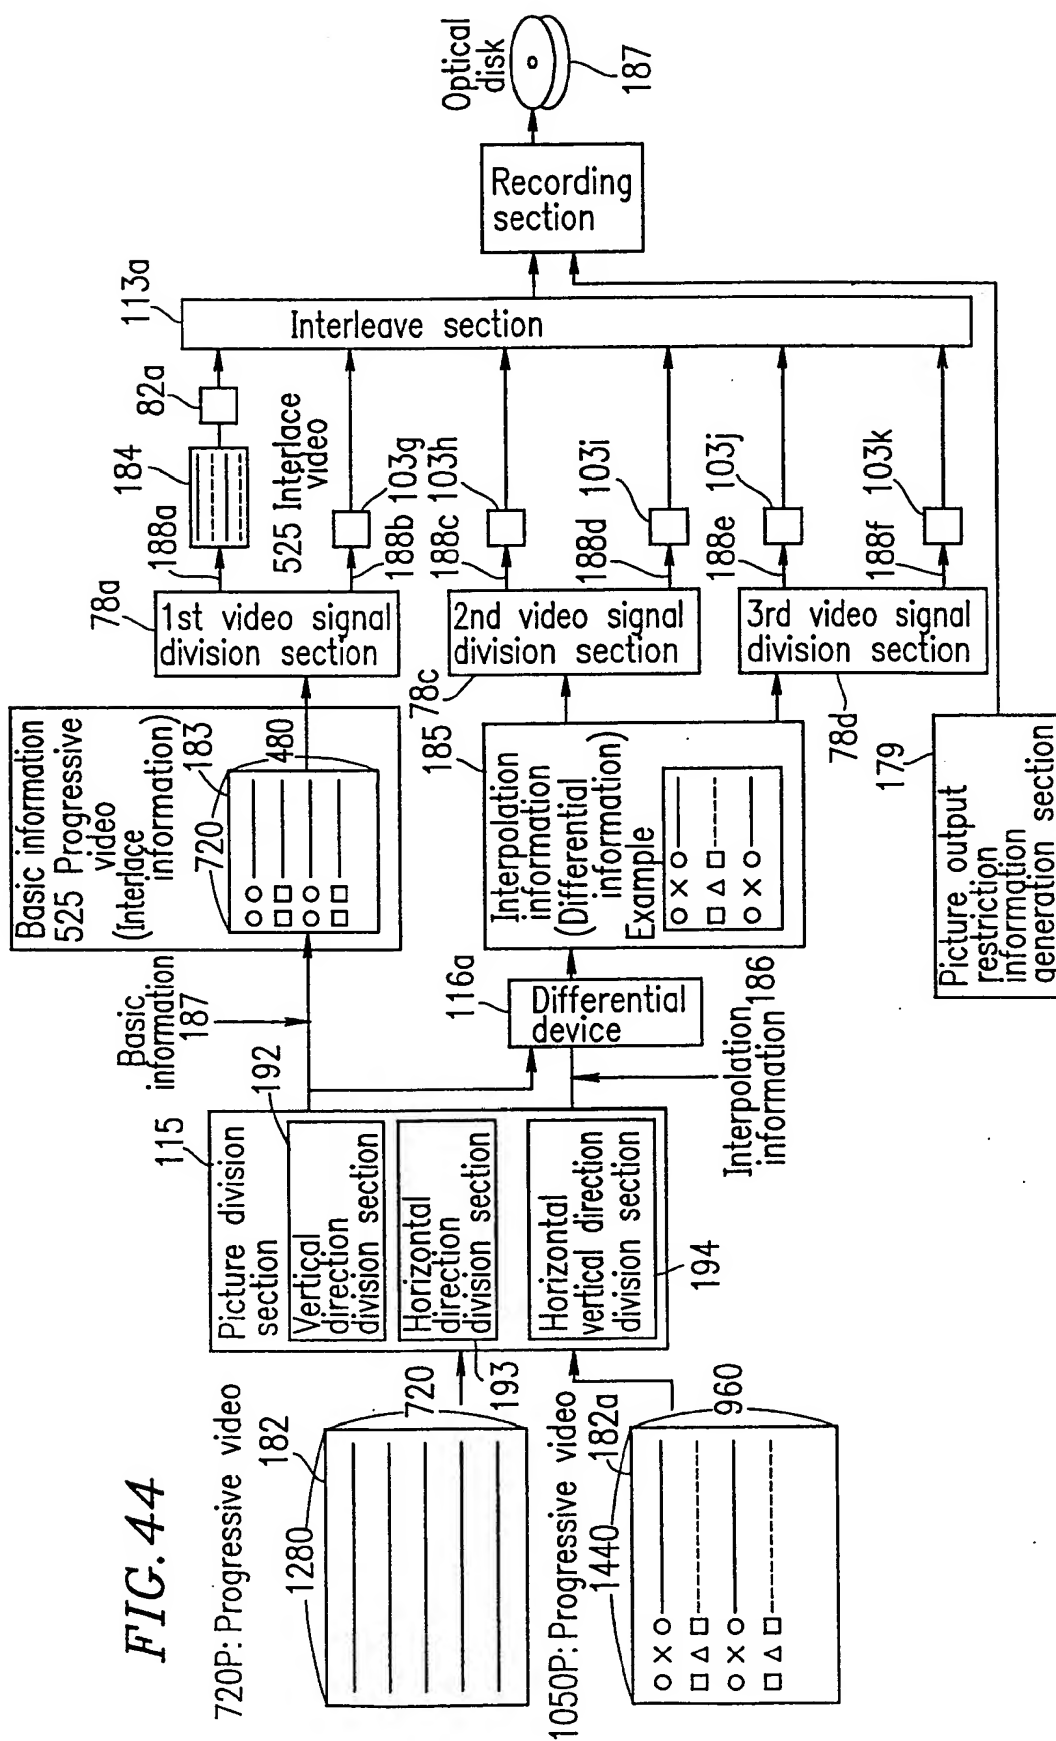 FIG. 44
720P: Progressive video
182
1280
720
1050P: Progressive video
182a
1440
960
○ X ○
□ △ □
○ X ○
□ △ □
115
Picture division
section
192
Vertical
direction
division section
Horizontal
direction
division section
193
Horizontal
vertical direction
division section
194
Basic
information
187
116a
Differential
device
Interpolation
information
186
Basic information
525 Progressive
video
(Interlace
information)
183
720
480
○ ○
□ □
○ ○
□ □
185
Interpolation
information
(Differential
information)
Example
○ X ○
□ △ □
○ X ○
179
Picture output
restriction
information
generation section
78a
1st video signal
division section
78c
2nd video signal
division section
78d
3rd video signal
division section
188a
184
82a
525 Interlace
video
188b
103g
188c
103h
188d
103i
188e
103j
188f
103k
113a
Interleave section
Recording
section
Optical
disk
187